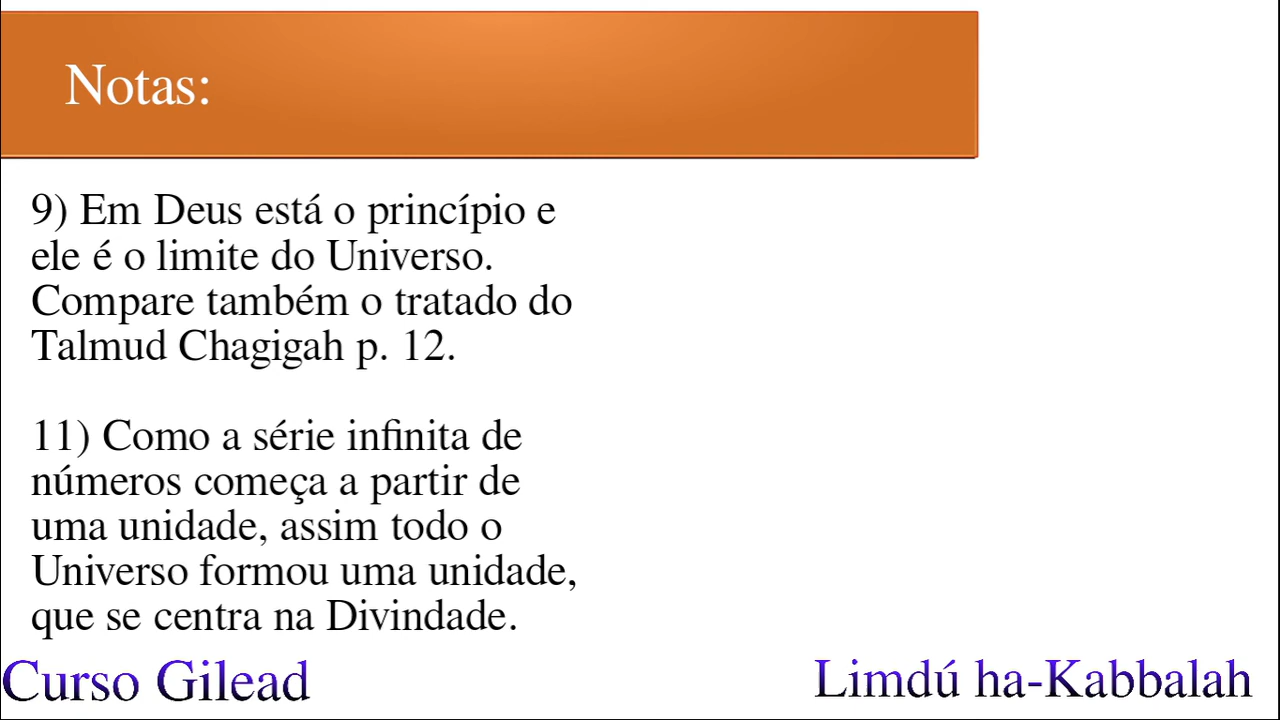 Notas:
9) Em Deus está o princípio e
ele é o limite do Universo.
Compare também o tratado do
Talmud Chagigah p. 12.
11) Como a série infinita de
números começa a partir de
uma unidade, assim todo o
Universo formou uma unidade,
que se centra na Divindade.
Curso Gilead
Limdú ha-Kabbalah